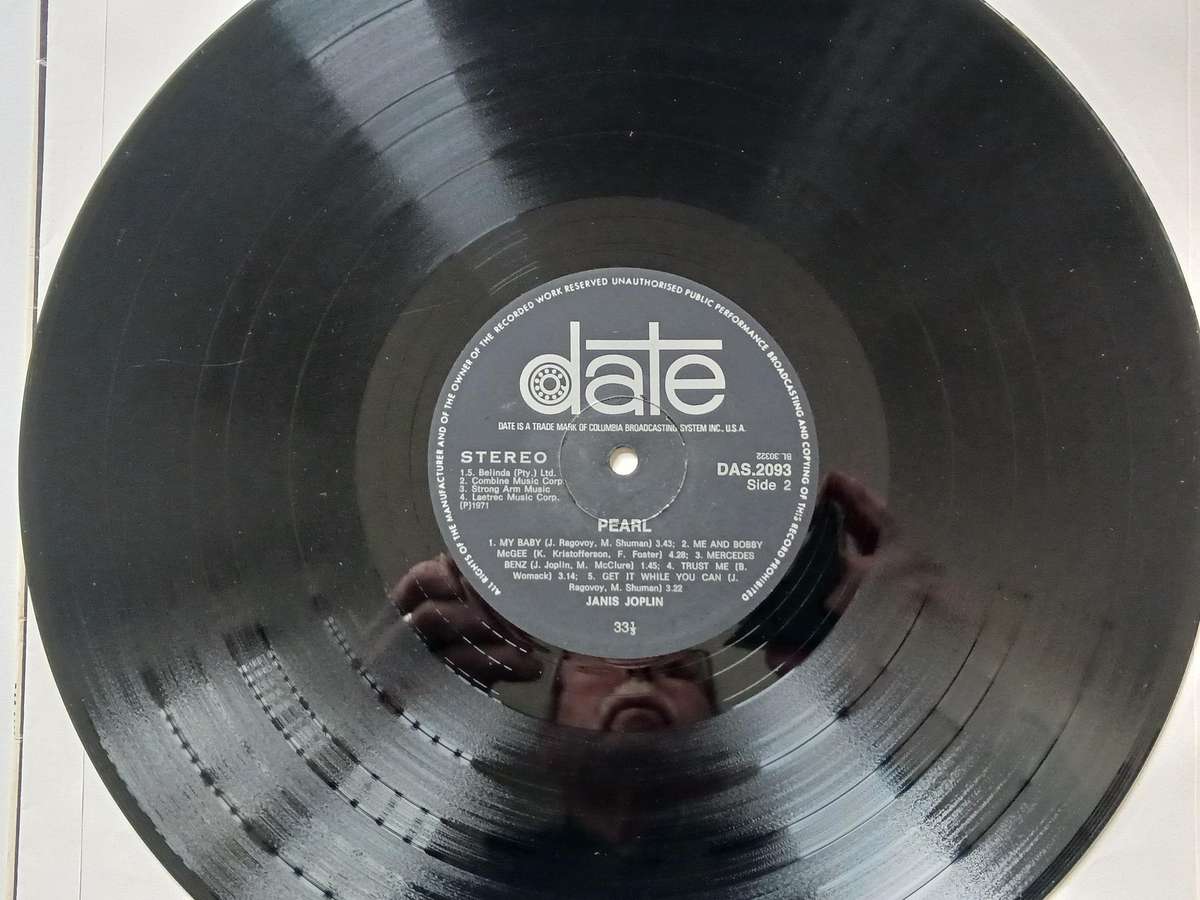 ALL RIGHTS OF THE MANUFACTURER AND OF THE OWNER OF THE RECORDED WORK RESERVED UNAUTHORISED PUBLIC PERFORMANCE BROADCASTING AND COPYING OF THIS RECORD PROHIBITED
date
DATE IS A TRADE MARK OF COLUMBIA BROADCASTING SYSTEM INC., U.S.A.
BL 30322
STEREO
DAS.2093
Side 2
1.5. Belinda (Pty.) Ltd.
2. Combine Music Corp
3. Strong Arm Music
4. Laetrec Music Corp.
(P)1971
PEARL
1. MY BABY (J. Ragovoy, M. Shuman) 3.43; 2. ME AND BOBBY
McGEE (K. Kristofferson, F. Foster) 4.28; 3. MERCEDES
BENZ (J. Joplin, M. McClure) 1.45; 4. TRUST ME (B.
Womack) 3.14; 5. GET IT WHILE YOU CAN (J.
Ragovoy, M. Shuman) 3.22
JANIS JOPLIN
33⅓